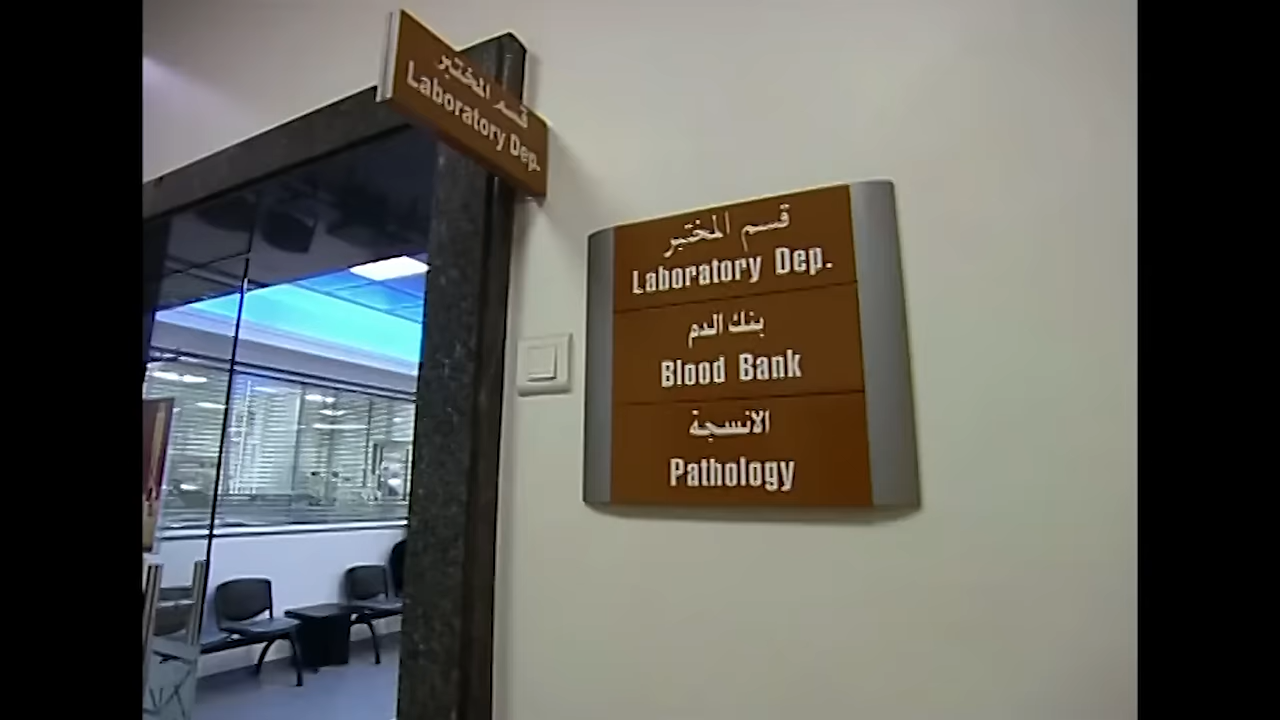 قسم المختبر
Laboratory Dep.
قسم المختبر
Laboratory Dep.
بنك الدم
Blood Bank
الانسجة
Pathology